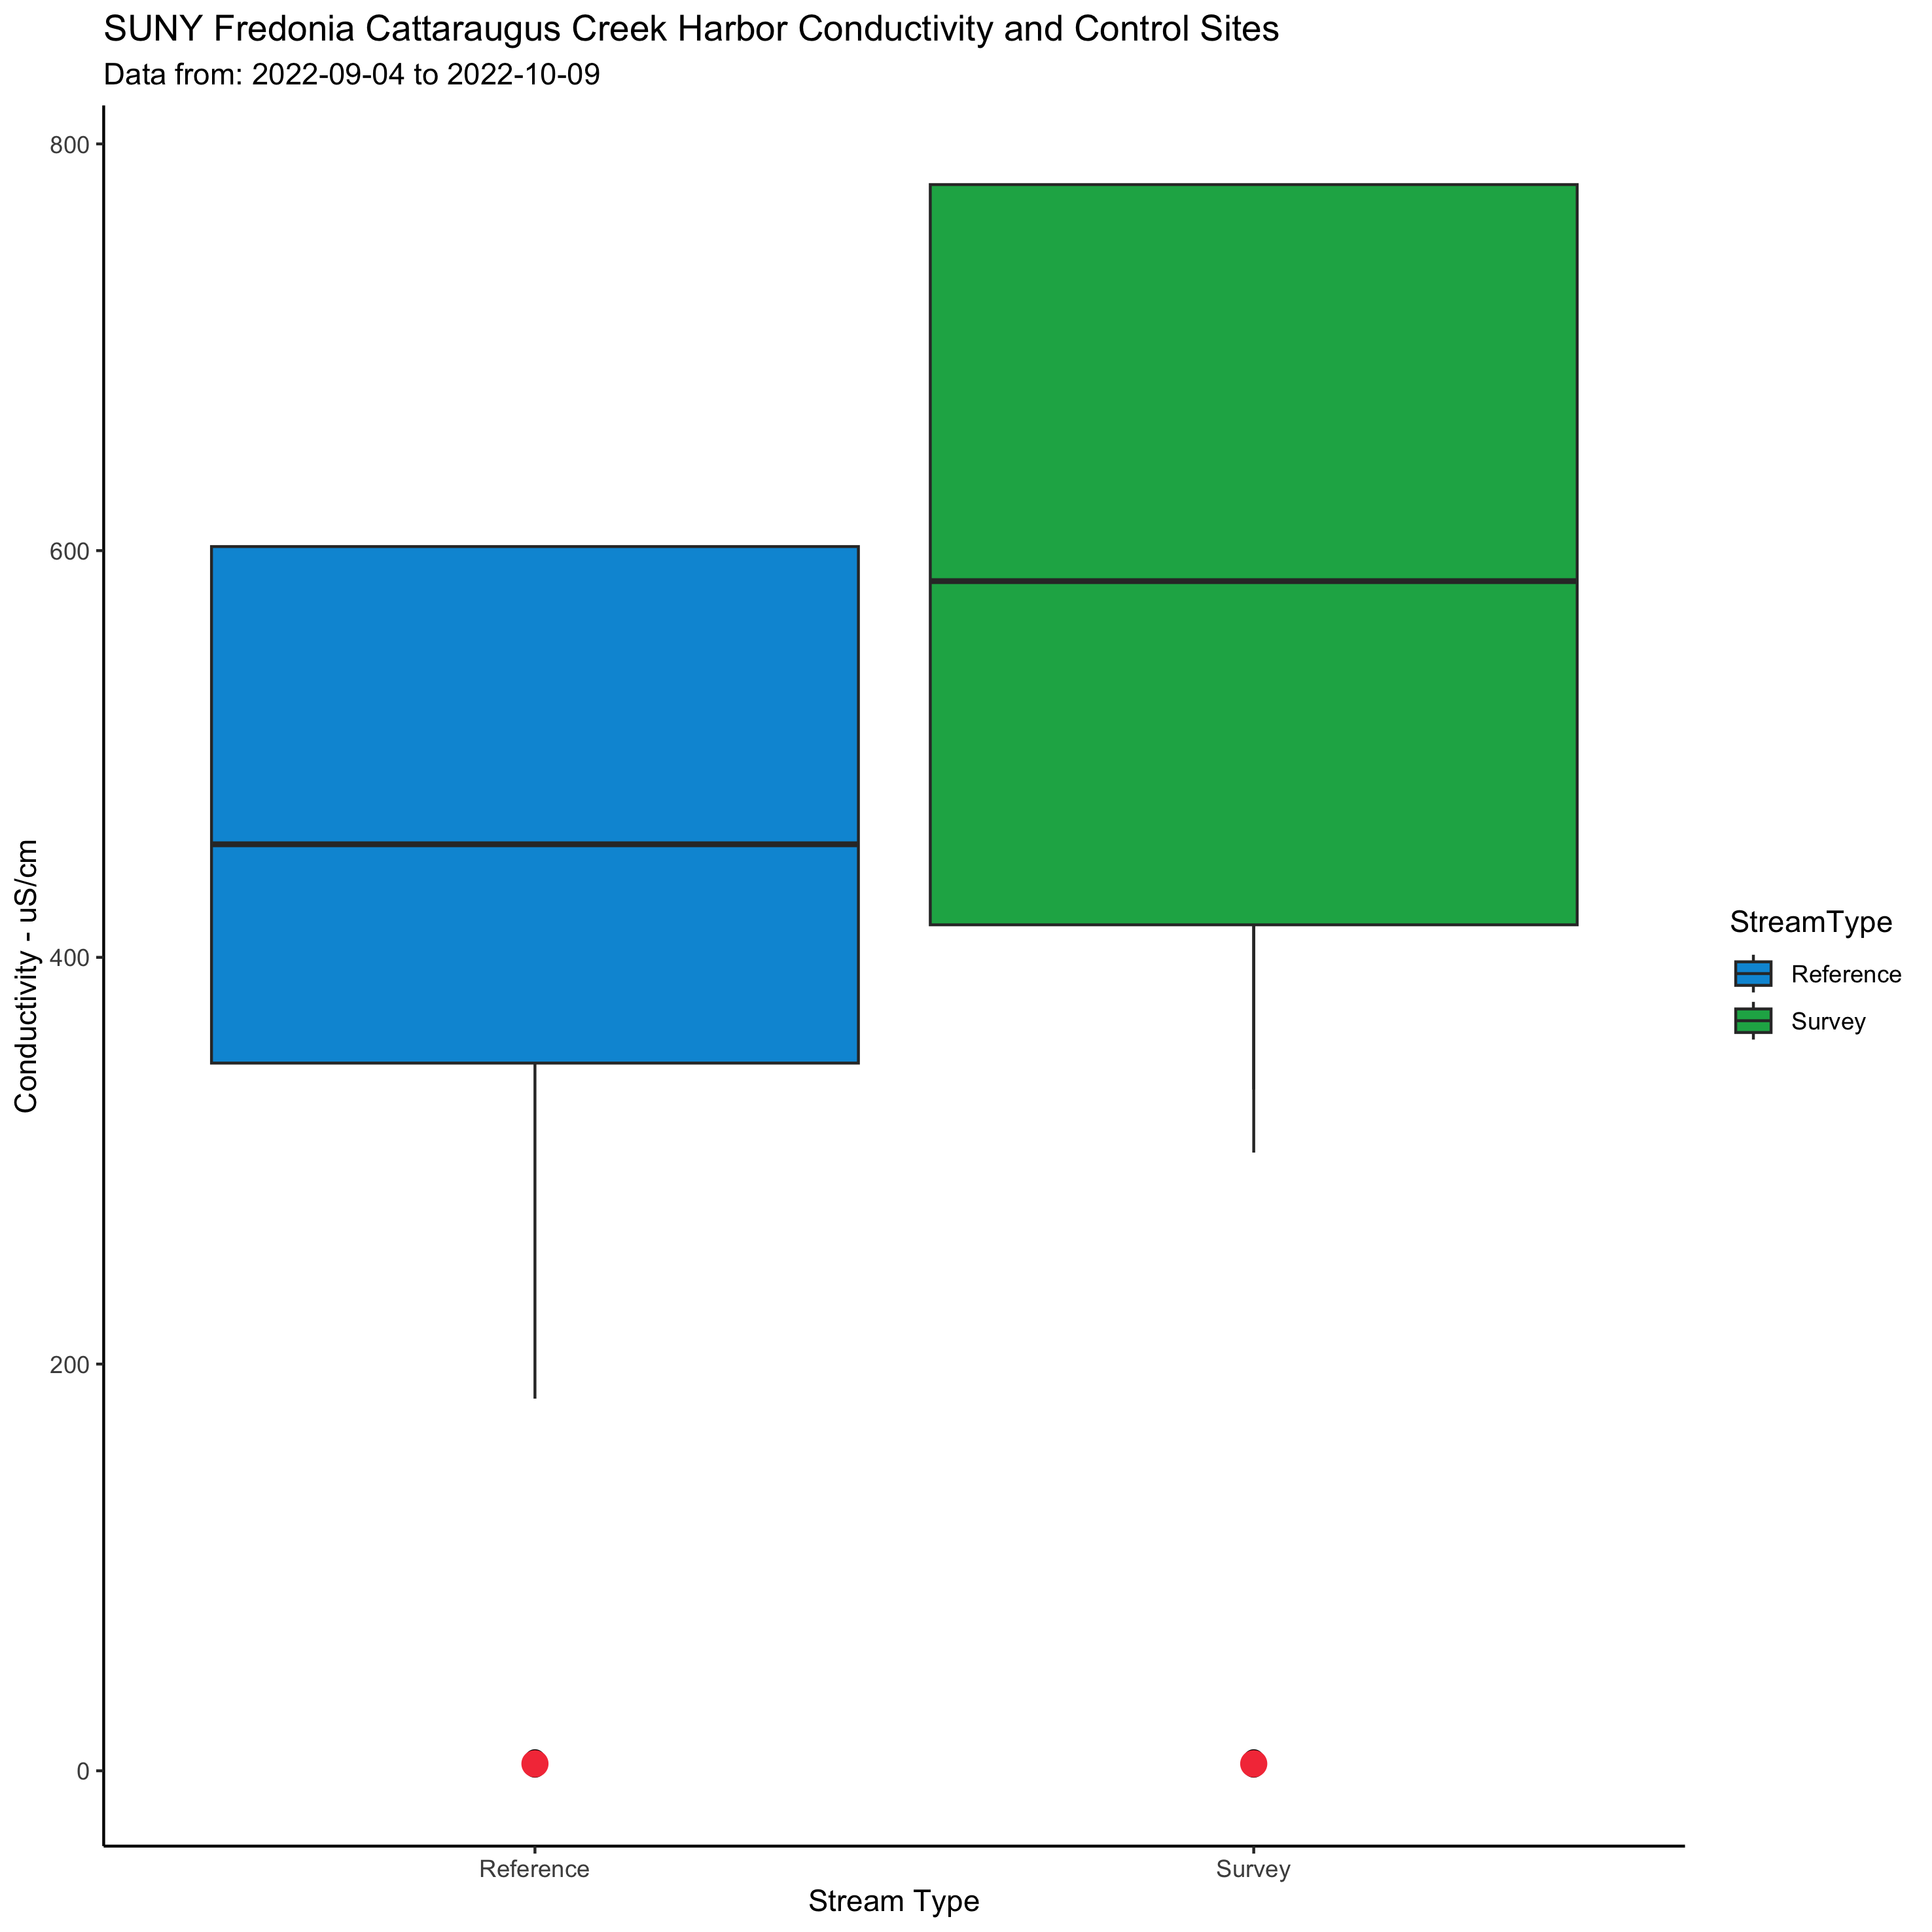 SUNY Fredonia Cattaraugus Creek Harbor Conductivity and Control Sites
Data from: 2022-09-04 to 2022-10-09
Conductivity - uS/cm
800
600
400
200
0
Reference
Survey
Stream Type
StreamType
Reference
Survey